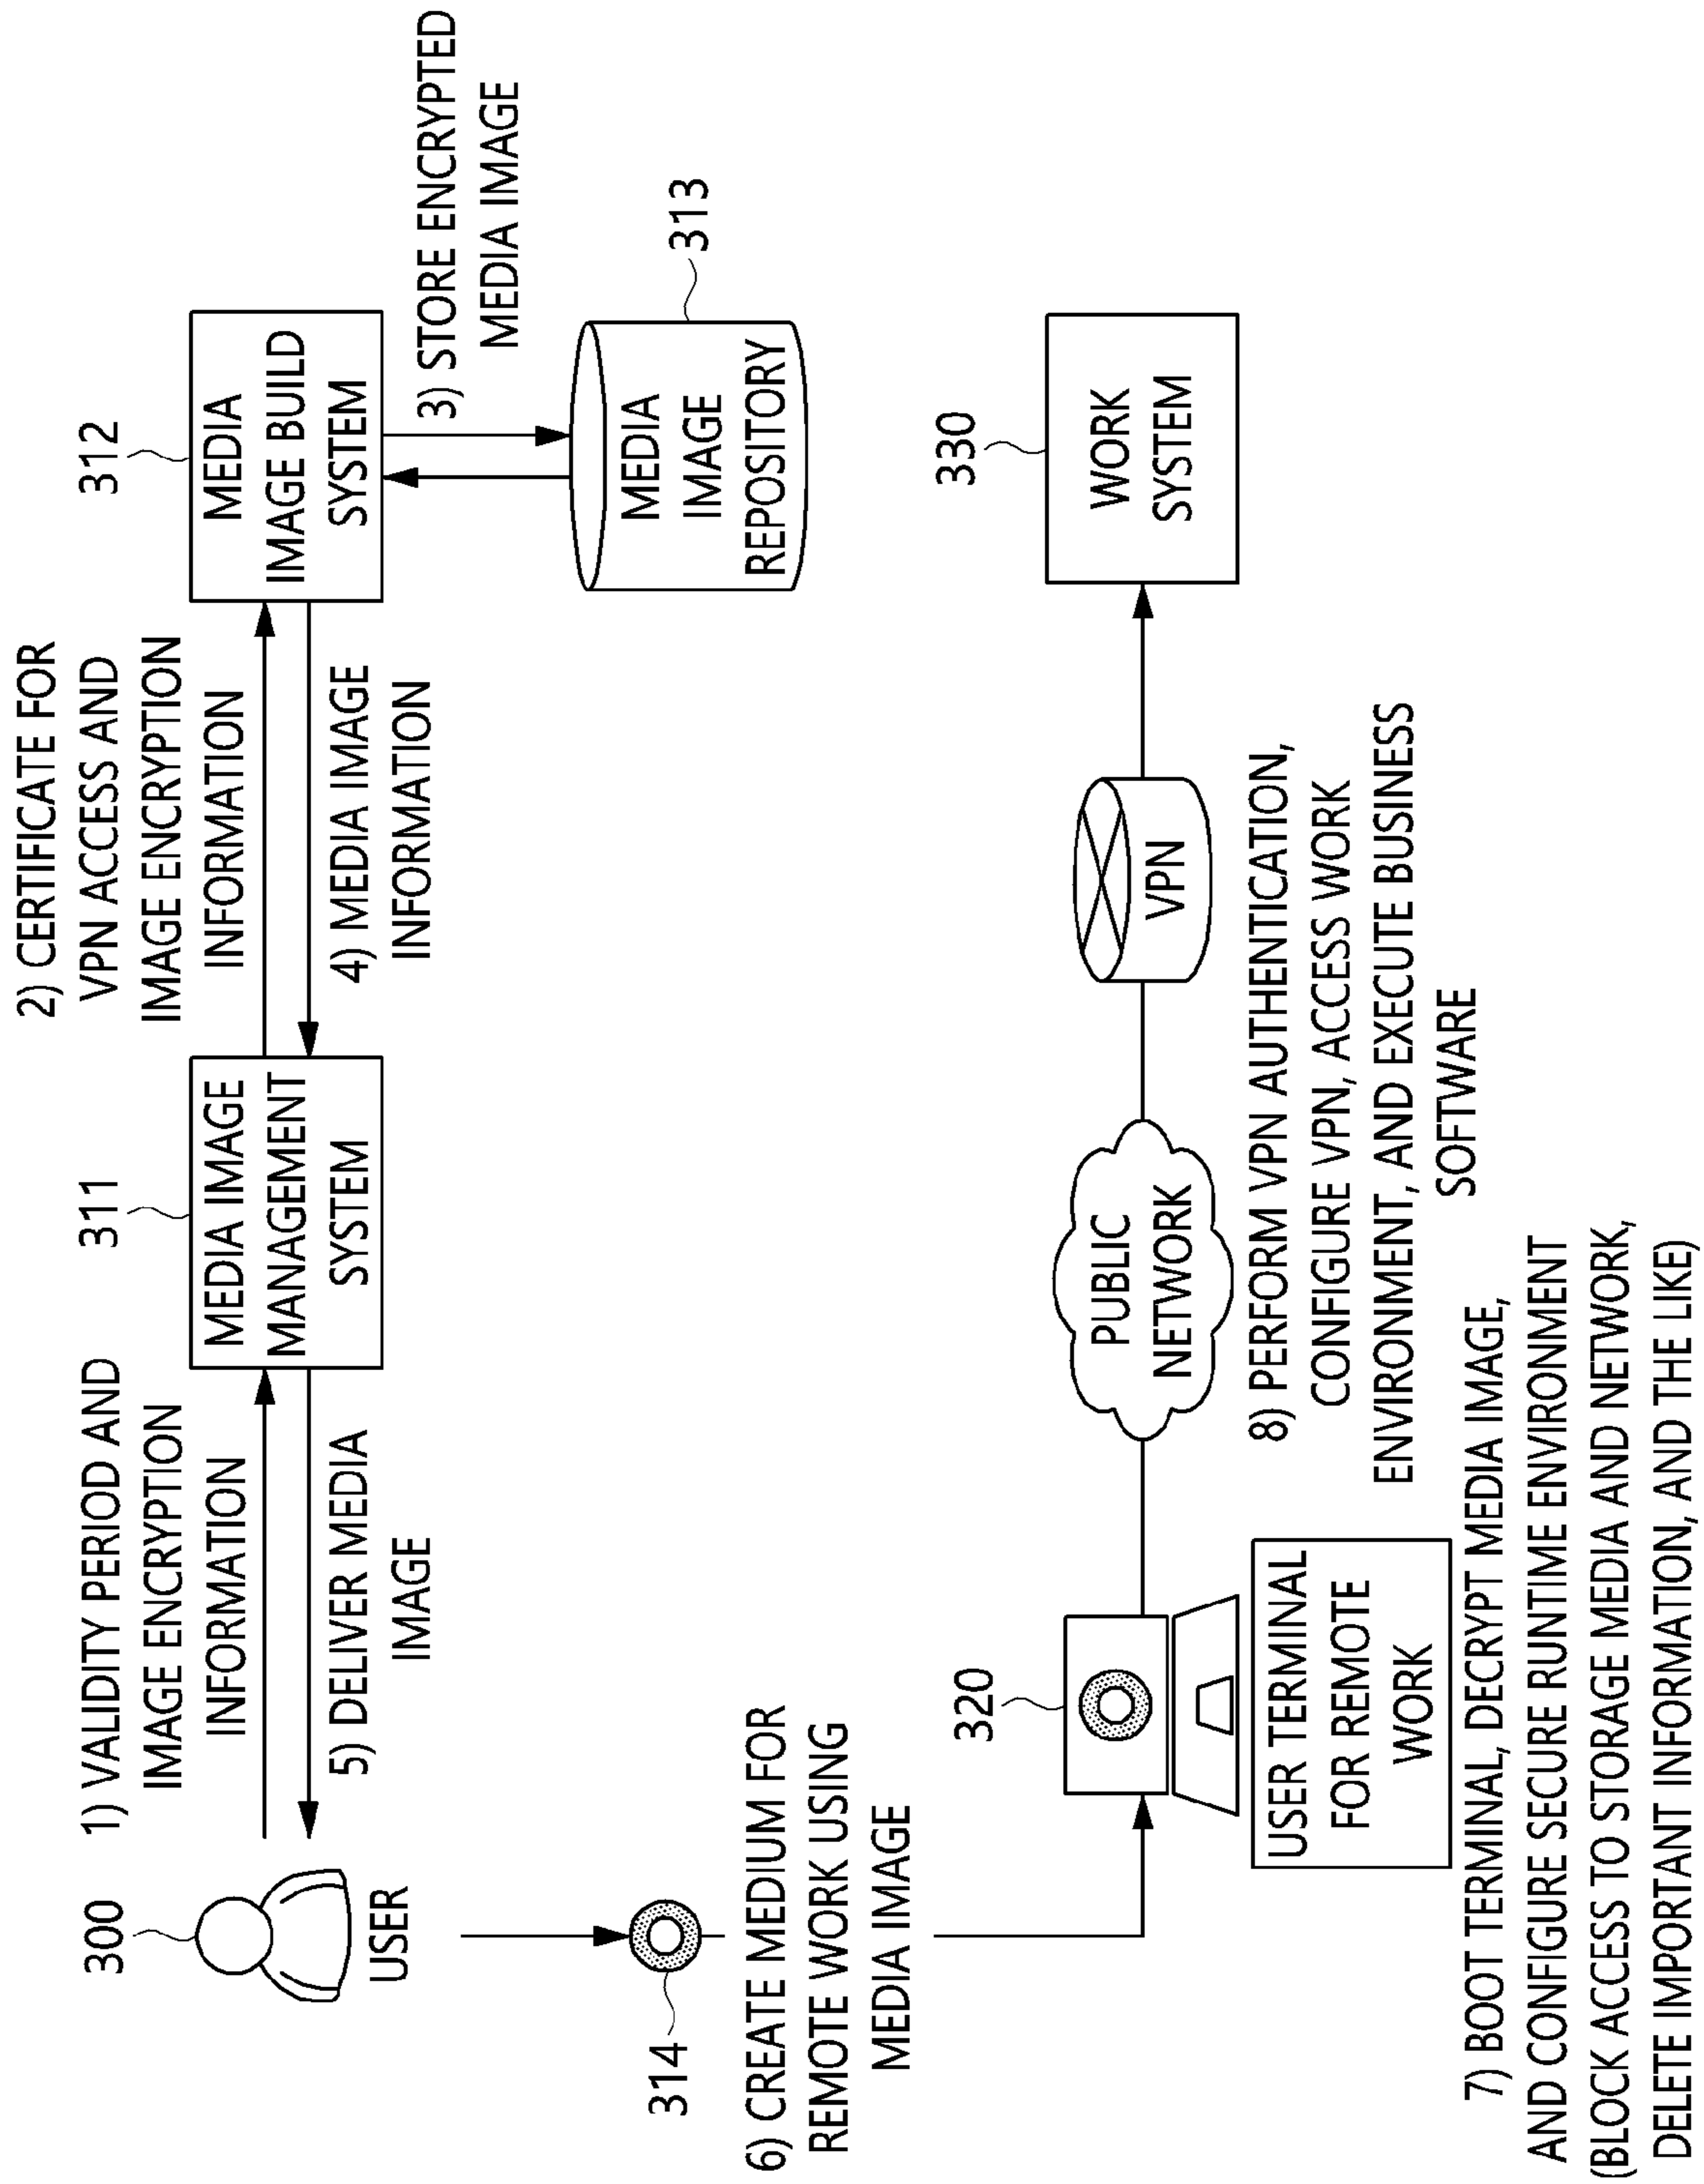 300
USER
1) VALIDITY PERIOD AND
IMAGE ENCRYPTION
INFORMATION
5) DELIVER MEDIA
IMAGE
311
MEDIA IMAGE
MANAGEMENT
SYSTEM
2) CERTIFICATE FOR
VPN ACCESS AND
IMAGE ENCRYPTION
INFORMATION
4) MEDIA IMAGE
INFORMATION
312
MEDIA
IMAGE BUILD
SYSTEM
3) STORE ENCRYPTED
MEDIA IMAGE
313
MEDIA
IMAGE
REPOSITORY
314
6) CREATE MEDIUM FOR
REMOTE WORK USING
MEDIA IMAGE
320
USER TERMINAL
FOR REMOTE
WORK
PUBLIC
NETWORK
VPN
330
WORK
SYSTEM
8) PERFORM VPN AUTHENTICATION,
CONFIGURE VPN, ACCESS WORK
ENVIRONMENT, AND EXECUTE BUSINESS
SOFTWARE
7) BOOT TERMINAL, DECRYPT MEDIA IMAGE,
AND CONFIGURE SECURE RUNTIME ENVIRONMENT
(BLOCK ACCESS TO STORAGE MEDIA AND NETWORK,
DELETE IMPORTANT INFORMATION, AND THE LIKE)